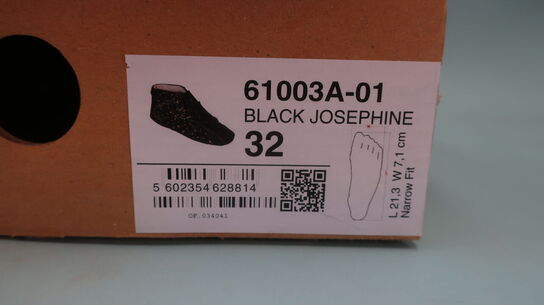 61003A-01
BLACK JOSEPHINE
32
5 602354 628814
OF.034041
L 21,3 W 7,1 cm
Narrow Fit